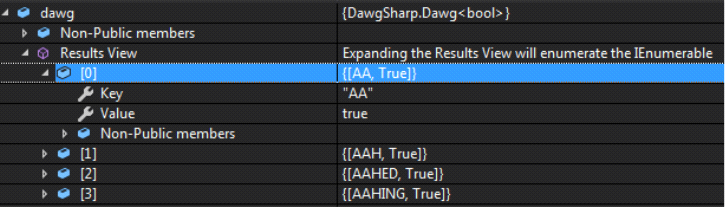 dawg {DawgSharp.Dawg<bool>}
Non-Public members
Results View Expanding the Results View will enumerate the IEnumerable
[0] {[AA, True]}
Key "AA"
Value true
Non-Public members
[1] {[AAH, True]}
[2] {[AAHED, True]}
[3] {[AAHING, True]}